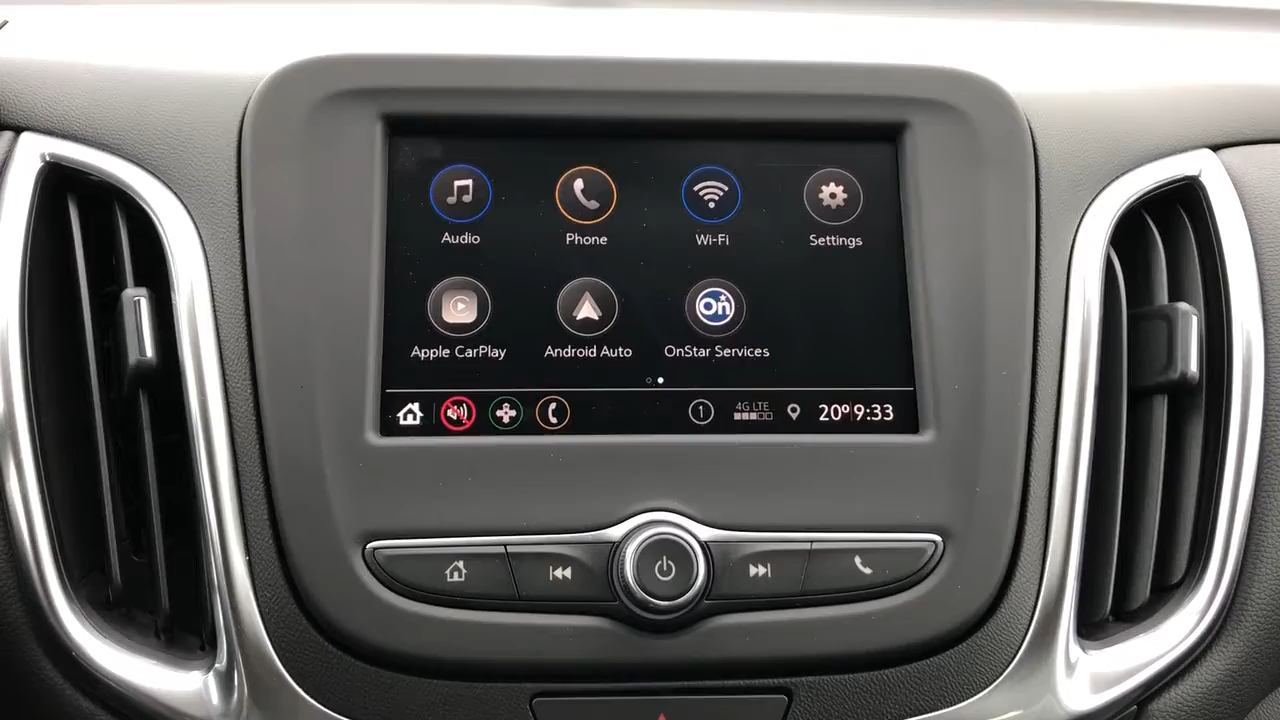 Audio Phone Wi-Fi Settings
Apple CarPlay Android Auto On OnStar Services
1 4G LTE 20° 9:33